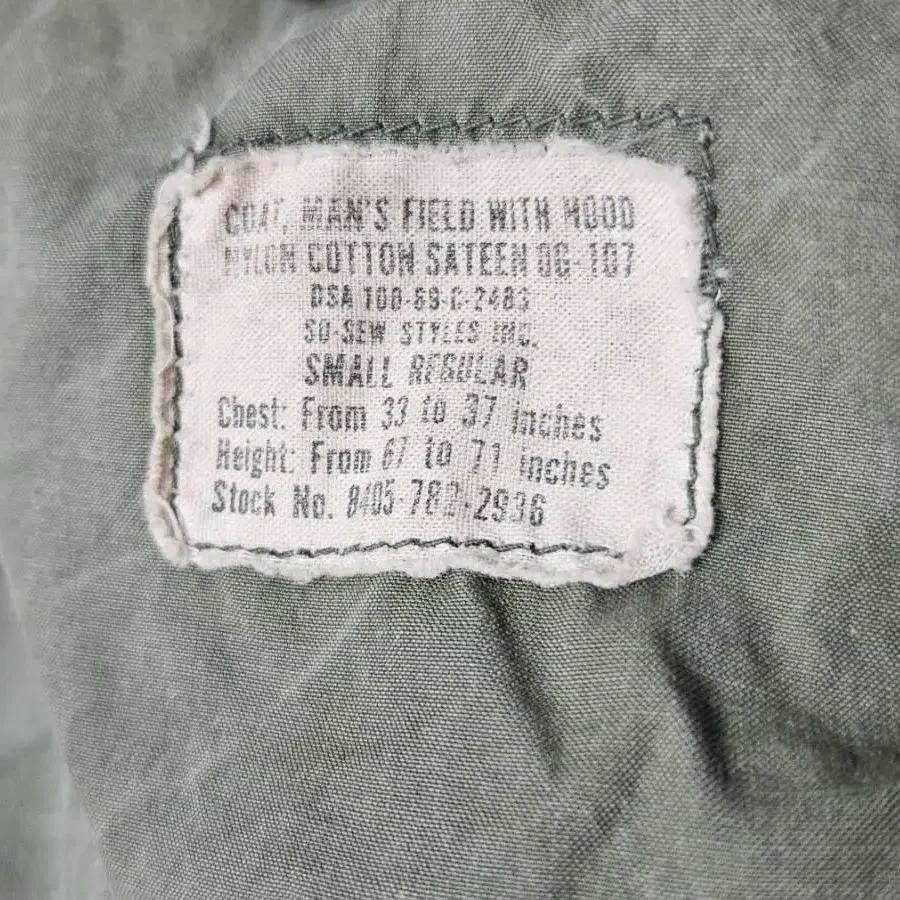 COAT, MAN'S FIELD WITH HOOD
NYLON COTTON SATEEN OG-107
DSA 100-69-C-2483
SO-SEW STYLES INC.
SMALL REGULAR
Chest: From 33 to 37 inches
Height: From 67 to 71 inches
Stock No. 8405-782-2936